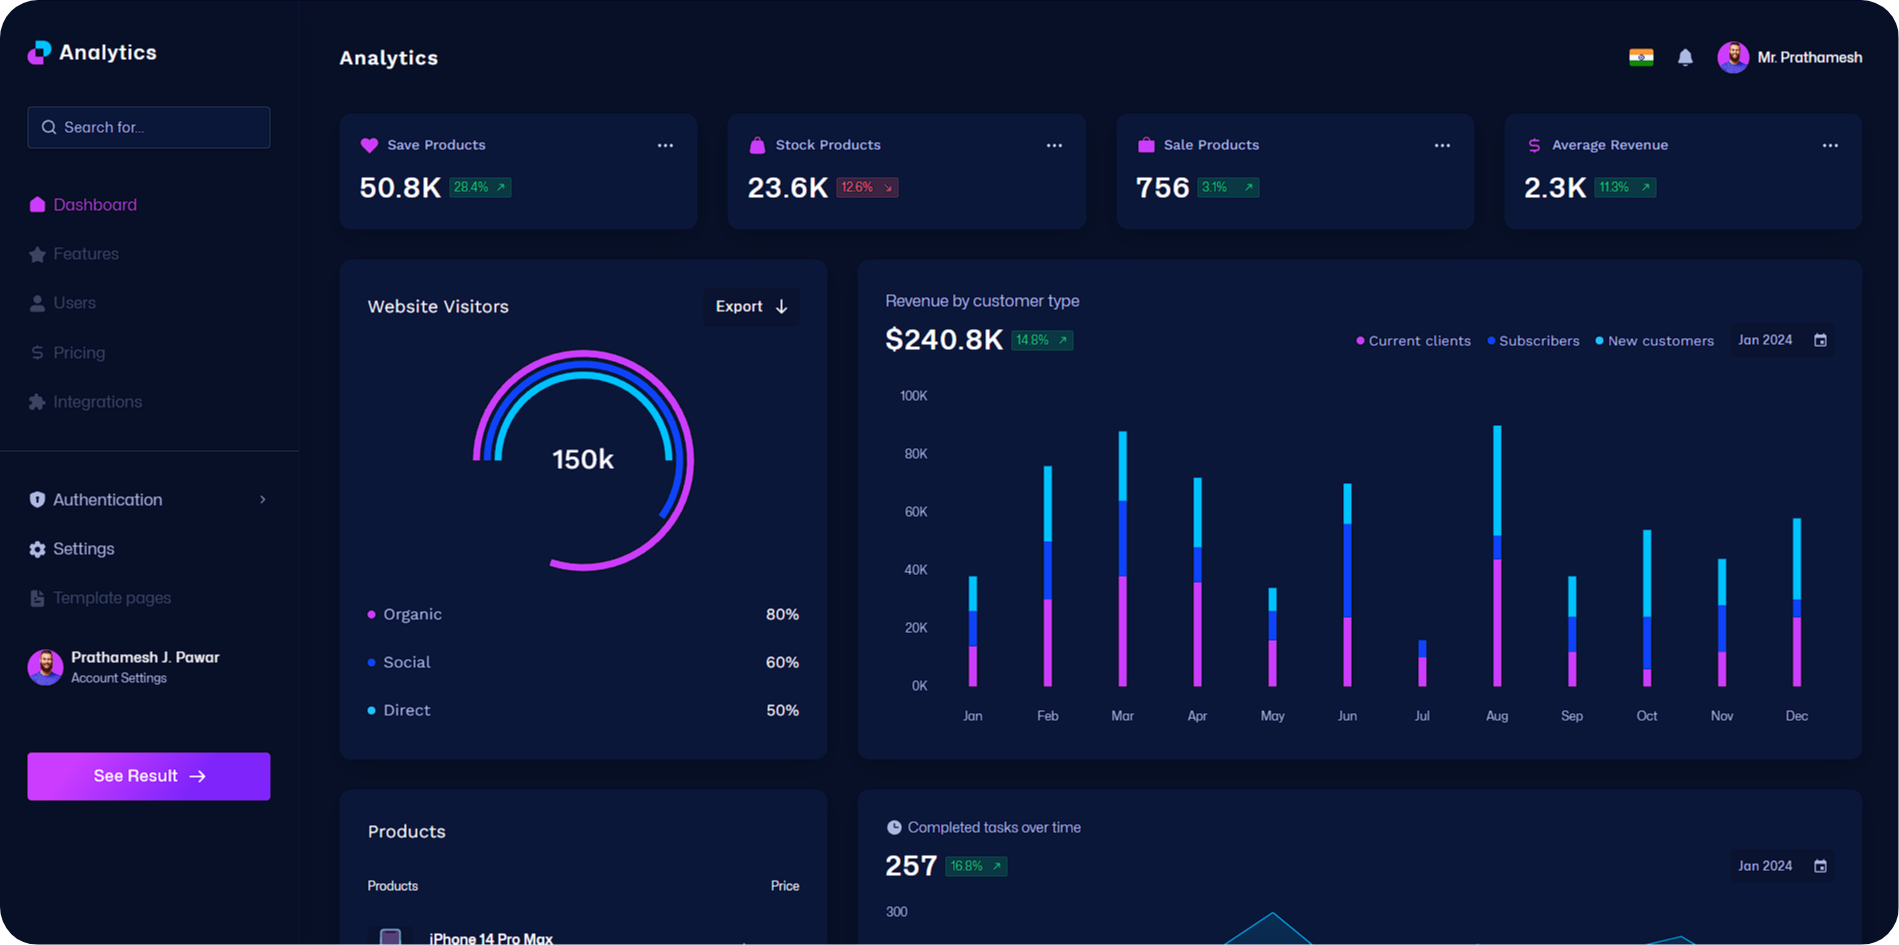 Analytics
Search for...
Dashboard
Features
Users
Pricing
Integrations
Authentication
Settings
Template pages
Prathamesh J. Pawar
Account Settings
See Result
Analytics
Mr. Prathamesh
Save Products
50.8K 28.4%
Stock Products
23.6K 12.6%
Sale Products
756 3.1%
Average Revenue
2.3K 11.3%
Website Visitors
Export
150k
Organic 80%
Social 60%
Direct 50%
Revenue by customer type
$240.8K 14.8%
Current clients Subscribers New customers Jan 2024
100K
80K
60K
40K
20K
0K
Jan Feb Mar Apr May Jun Jul Aug Sep Oct Nov Dec
Products
Products Price
iPhone 14 Pro Max
Completed tasks over time
257 16.8%
Jan 2024
300